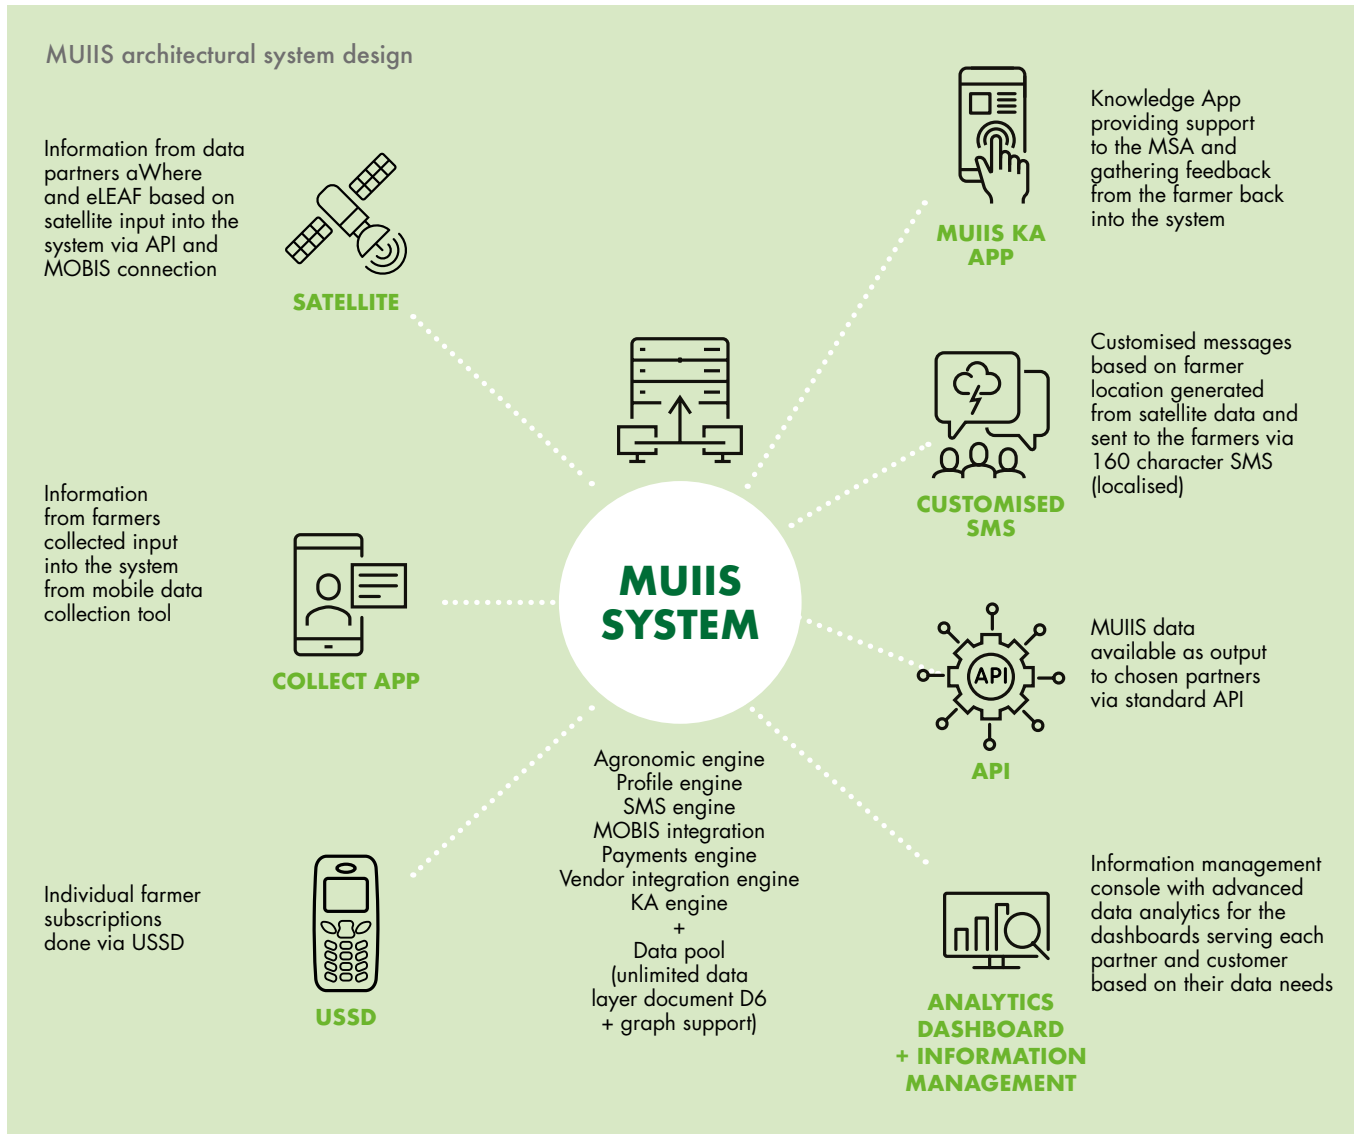 MUIIS architectural system design
Information from data
partners aWhere
and eLEAF based on
satellite input into the
system via API and
MOBIS connection
SATELLITE
Information
from farmers
collected input
into the system
from mobile data
collection tool
COLLECT APP
Individual farmer
subscriptions
done via USSD
USSD
MUIIS
SYSTEM
Agronomic engine
Profile engine
SMS engine
MOBIS integration
Payments engine
Vendor integration engine
KA engine
+
Data pool
(unlimited data
layer document D6
+ graph support)
Knowledge App
providing support
to the MSA and
gathering feedback
from the farmer back
into the system
MUIIS KA
APP
Customised messages
based on farmer
location generated
from satellite data and
sent to the farmers via
160 character SMS
(localised)
CUSTOMISED
SMS
MUIIS data
available as output
to chosen partners
via standard API
API
API
Information management
console with advanced
data analytics for the
dashboards serving each
partner and customer
based on their data needs
ANALYTICS
DASHBOARD
+ INFORMATION
MANAGEMENT